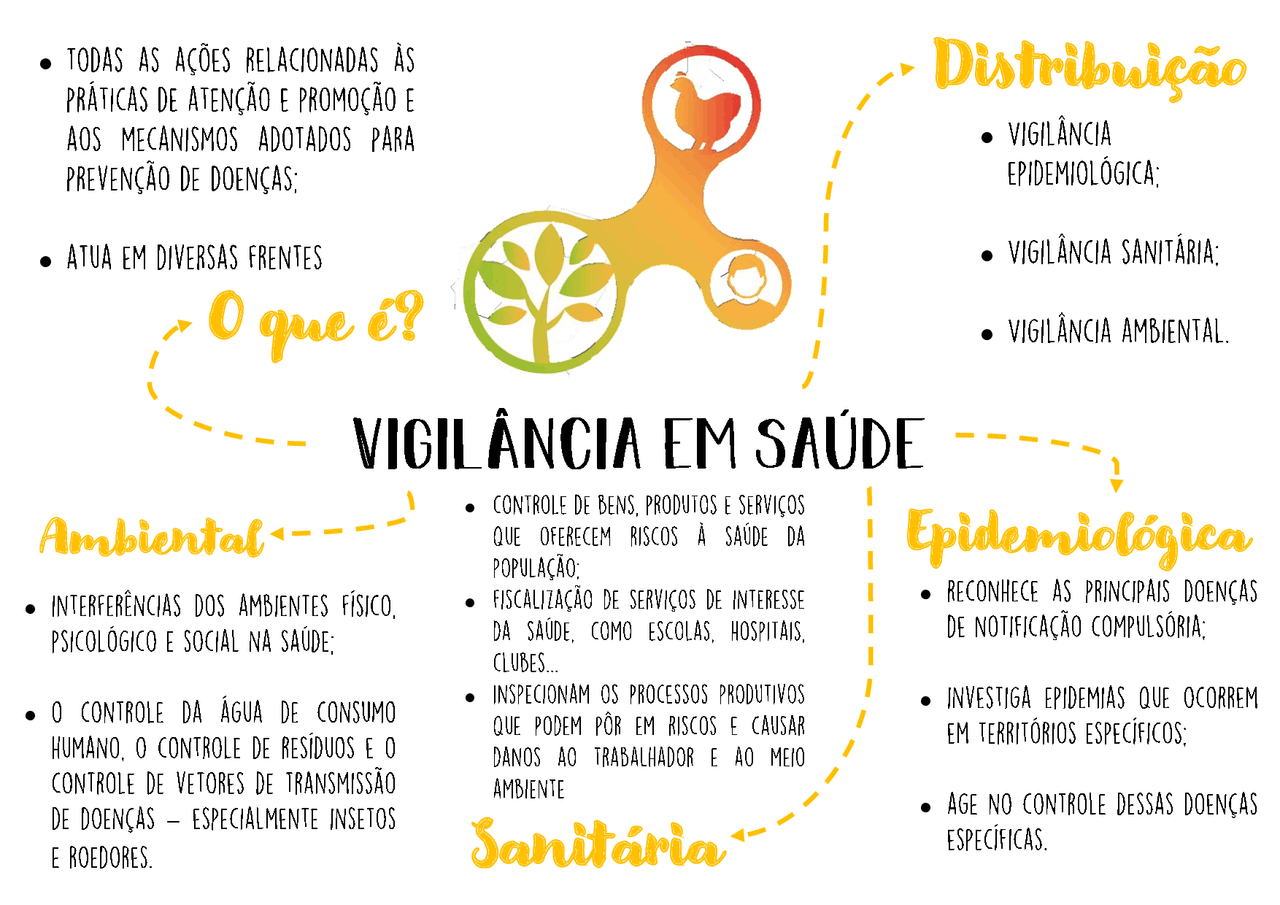 TODAS AS AÇÕES RELACIONADAS ÀS
PRÁTICAS DE ATENÇÃO E PROMOÇÃO E
AOS MECANISMOS ADOTADOS PARA
PREVENÇÃO DE DOENÇAS;
ATUA EM DIVERSAS FRENTES
O que é?
Distribuição
VIGILÂNCIA
EPIDEMIOLÓGICA;
VIGILÂNCIA SANITÁRIA;
VIGILÂNCIA AMBIENTAL.
VIGILÂNCIA EM SAÚDE
Ambiental
INTERFERÊNCIAS DOS AMBIENTES FÍSICO,
PSICOLÓGICO E SOCIAL NA SAÚDE;
O CONTROLE DA ÁGUA DE CONSUMO
HUMANO, O CONTROLE DE RESÍDUOS E O
CONTROLE DE VETORES DE TRANSMISSÃO
DE DOENÇAS – ESPECIALMENTE INSETOS
E ROEDORES.
CONTROLE DE BENS, PRODUTOS E SERVIÇOS
QUE OFERECEM RISCOS À SAÚDE DA
POPULAÇÃO;
FISCALIZAÇÃO DE SERVIÇOS DE INTERESSE
DA SAÚDE, COMO ESCOLAS, HOSPITAIS,
CLUBES...
INSPECIONAM OS PROCESSOS PRODUTIVOS
QUE PODEM PÔR EM RISCOS E CAUSAR
DANOS AO TRABALHADOR E AO MEIO
AMBIENTE
Sanitária
Epidemiológica
RECONHECE AS PRINCIPAIS DOENÇAS
DE NOTIFICAÇÃO COMPULSÓRIA;
INVESTIGA EPIDEMIAS QUE OCORREM
EM TERRITÓRIOS ESPECÍFICOS;
AGE NO CONTROLE DESSAS DOENÇAS
ESPECÍFICAS.